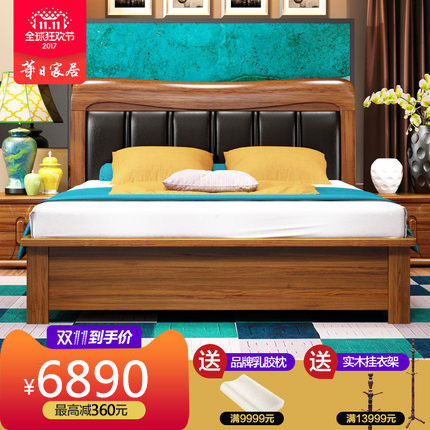 11.11
全球狂欢节
2017
華日家居
双11到手价
¥6890
最高减360元
送 品牌乳胶枕
满9999元
送 实木挂衣架
满13999元